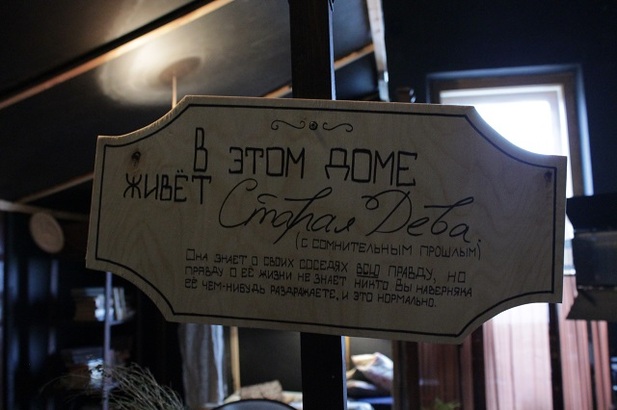 В ЭТОМ ДОМЕ
ЖИВЁТ Старая Дева.
(С СОМНИТЕЛЬНЫМ ПРОШЛЫМ)
ОНА ЗНАЕТ О СВОИХ СОСЕДЯХ ВСЮ ПРАВДУ, НО
ПРАВДУ О ЕЁ ЖИЗНИ НЕ ЗНАЕТ НИКТО ВЫ НАВЕРНЯКА
ЕЁ ЧЕМ-НИБУДЬ РАЗДРАЖАЕТЕ, И ЭТО НОРМАЛЬНО.